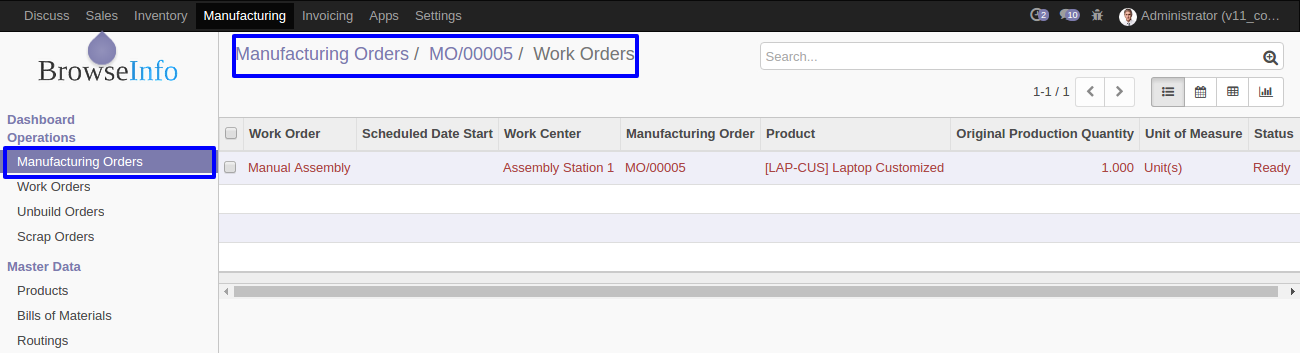 Discuss Sales Inventory Manufacturing Invoicing Apps Settings 2 10 Administrator (v11_co...
BrowseInfo
Dashboard
Operations
Manufacturing Orders
Work Orders
Unbuild Orders
Scrap Orders
Master Data
Products
Bills of Materials
Routings
Manufacturing Orders / MO/00005 / Work Orders
Search...
1-1 / 1
Work Order Scheduled Date Start Work Center Manufacturing Order Product Original Production Quantity Unit of Measure Status
Manual Assembly Assembly Station 1 MO/00005 [LAP-CUS] Laptop Customized 1.000 Unit(s) Ready